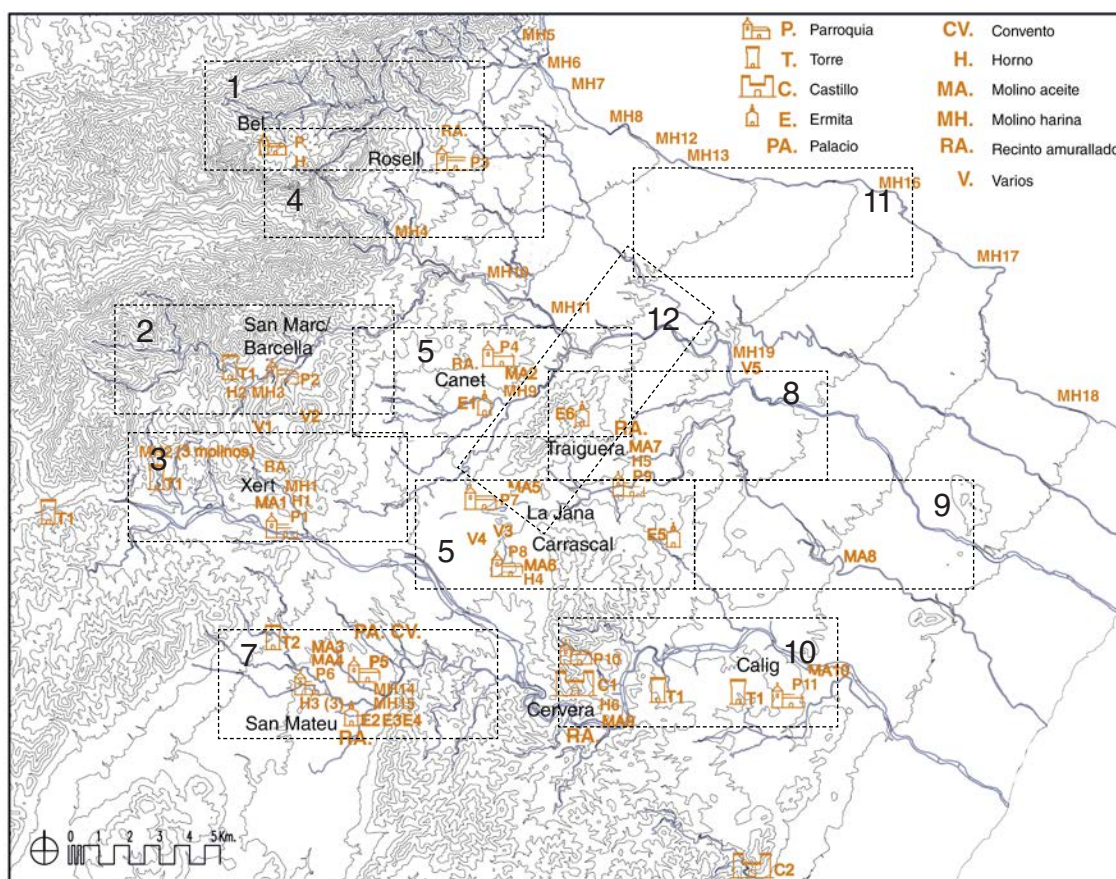 P. Parroquia
T. Torre
C. Castillo
E. Ermita
PA. Palacio
CV. Convento
H. Horno
MA. Molino aceite
MH. Molino harina
RA. Recinto amurallado
V. Varios
MH5
MH6
MH7
MH8
MH12
MH13
MH16
11
MH17
MH18
1
Bel
P.
H.
RA.
Rosell
P3
4
MH4
MH10
MH11
12
MH19
V5
8
2
San Marc/
Barcella
T1
P2
H2
MH3
V1
V2
5
P4
RA.
Canet
MA2
MH9
E1
E6
RA.
Traiguera
MA7
H5
P9
3
(3 molinos)
T1
RA.
Xert
MH1
MA1
H1
P1
T1
MA5
P7
La Jana
V3
V4
Carrascal
5
P8
MA6
H4
E5
9
MA8
7
T2
PA. CV.
MA3
MA4
P5
P6
MH14
H3 (3)
MH15
San Mateu
E2 E3 E4
RA.
10
P10
C1
Cervera
H6
MA9
RA.
T1
Calig
T1
P11
MA10
0 1 2 3 4 5 Km.
C2